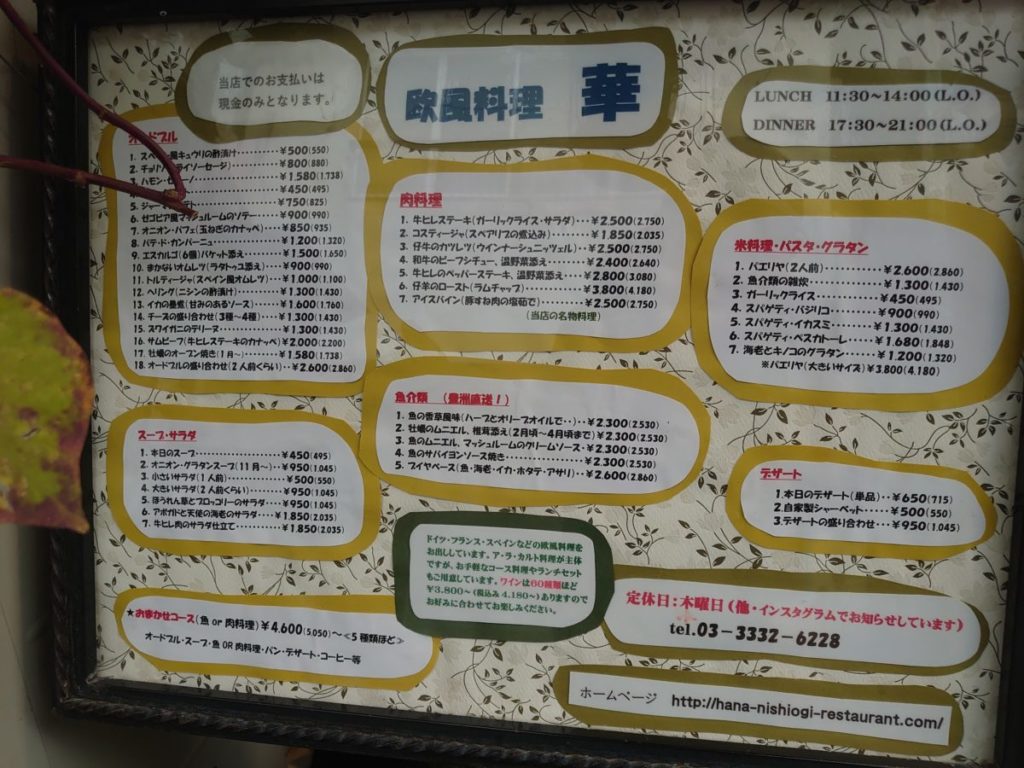 当店でのお支払いは
現金のみとなります。
欧風料理 華
LUNCH 11:30~14:00(L.O.)
DINNER 17:30~21:00(L.O.)
オードブル
1. スペイン風キュウリの酢漬け‥‥‥‥¥500(550)
2. チョリソ ライソーセージ)‥‥‥‥¥800(880)
3. ハモン・ ‥‥‥‥¥1.580(1.738)
¥450(495)
5. ‥‥‥‥¥750(825)
6. セゴビア風マッシュルームのソテー‥‥¥900(990)
7. オニオン・パフェ(玉ねぎのカナッペ)‥‥¥850(935)
8. パテ・ド・カンパーニュ‥‥‥‥¥1.200(1.320)
9. エスカルゴ(6個)バケット添え‥‥¥1.500(1.650)
10. まかないオムレツ(ラタトゥユ添え)‥‥¥900(990)
11. トルティージャ(スペイン風オムレツ)‥‥¥1.000(1.100)
12. ヘリング(ニシンの酢漬け)‥‥¥1.300(1.430)
13. イカの墨煮(甘みのあるソース)‥‥¥1.600(1.760)
14. チーズの盛り合わせ(3種～4種)‥‥¥1.300(1.430)
15. ズワイガニのテリーヌ‥‥‥‥¥1.300(1.430)
16. サムビーフ(牛ヒレステーキのカナッペ)‥¥2.000(2.200)
17. 牡蠣のオーブン焼き(1月～)‥‥¥1.580(1.738)
18. オードブルの盛り合わせ(2人前くらい)‥¥2.600(2.860)
肉料理
1. 牛ヒレステーキ(ガーリックライス・サラダ)‥‥¥2.500(2.750)
2. コスティージャ(スペアリブの煮込み)‥‥‥¥1.850(2.035)
3. 仔牛のカツレツ(ウインナーシュニッツェル)‥‥¥2.500(2.750)
4. 和牛のビーフシチュー、温野菜添え‥‥¥2.400(2.640)
5. 牛ヒレのペッパーステーキ、温野菜添え‥‥¥2.800(3.080)
6. 仔羊のロースト(ラムチャップ)‥‥‥¥3.800(4.180)
7. アイスバイン(豚すね肉の塩茹で)‥‥‥¥2.500(2.750)
(当店の名物料理)
米料理・パスタ・グラタン
1. パエリヤ(2人前)‥‥‥‥¥2.600(2.860)
2. 魚介類の雑炊‥‥‥‥¥1.300(1.430)
3. ガーリックライス‥‥‥‥¥450(495)
4. スパゲティ・バジリコ‥‥‥‥¥900(990)
5. スパゲティ・イカスミ‥‥‥‥¥1.300(1.430)
6. スパゲティ・ペスカトーレ‥‥‥¥1.680(1.848)
7. 海老とキノコのグラタン‥‥‥¥1.200(1.320)
※パエリヤ(大きいサイズ)¥3.800(4.180)
魚介類 (豊洲直送!)
1. 魚の香草風味(ハーブとオリーブオイルで‥)‥¥2.300(2.530)
2. 牡蠣のムニエル、椎茸添え(2月頃～4月頃まで)¥2.300(2.530)
3. 魚のムニエル、マッシュルームのクリームソース‥¥2.300(2.530)
4. 魚のサバイヨンソース焼き‥‥‥¥2.300(2.530)
5. ブイヤベース(魚・海老・イカ・ホタテ・アサリ)‥¥2.600(2.860)
スープ・サラダ
1. 本日のスープ‥‥‥‥¥450(495)
2. オニオン・グラタンスープ(11月～)‥‥¥950(1.045)
3. 小さいサラダ(1人前)‥‥‥‥¥500(550)
4. 大きいサラダ(2人前くらい)‥‥¥950(1.045)
5. ほうれん草とブロッコリーのサラダ‥‥¥950(1.045)
6. アボガドと天使の海老のサラダ‥‥¥1.850(2.035)
7. 牛ヒレ肉のサラダ仕立て‥‥‥¥1.850(2.035)
デザート
1.本日のデザート(単品)‥¥650(715)
2.自家製シャーベット‥‥¥500(550)
3.デザートの盛り合わせ‥‥¥950(1.045)
ドイツ・フランス・スペインなどの欧風料理を
お出ししています。ア・ラ・カルト料理が主体
ですが、お手軽なコース料理やランチセット
もご用意しています。ワインは60種類ほど
¥3.800～(税込み4.180～)ありますので
お好みに合わせてお楽しみください。
★おまかせコース(魚 or 肉料理)¥4.600(5.050)～≪5種類ほど≫
オードブル・スープ・魚OR肉料理・パン・デザート・コーヒー等
定休日:木曜日(他・インスタグラムでお知らせしています)
tel.03-3332-6228
ホームページ http://hana-nishiogi-restaurant.com/